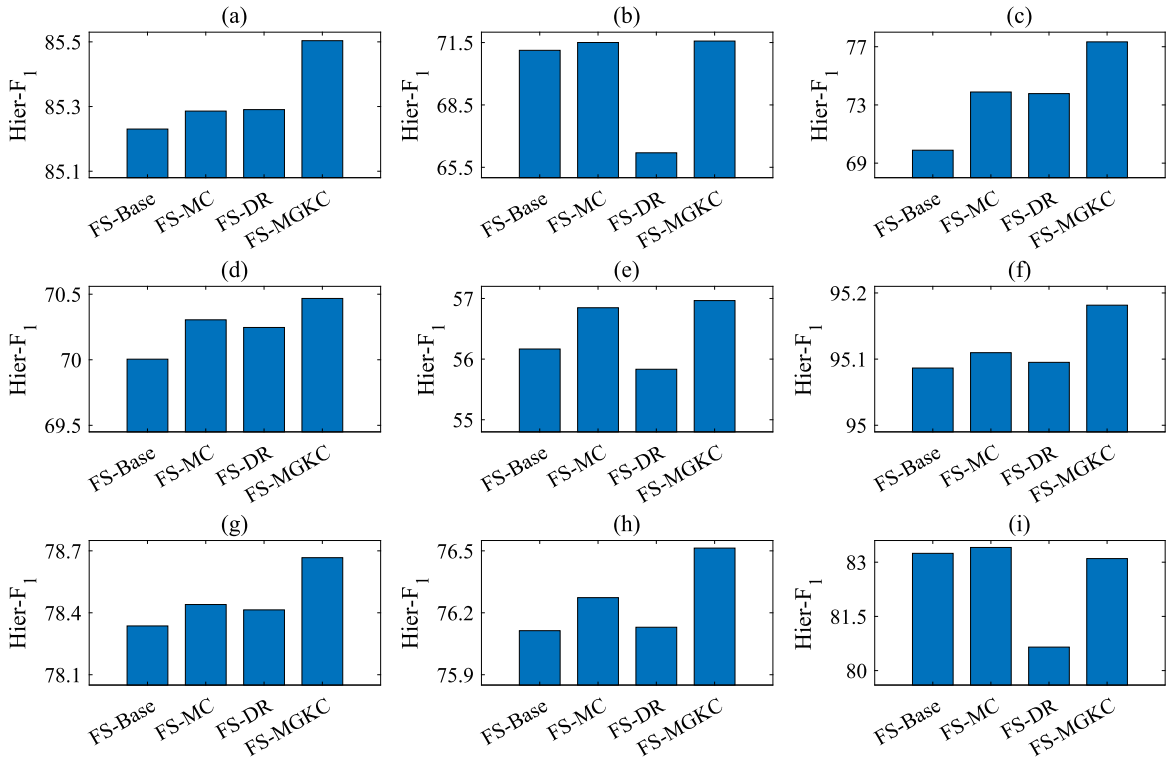 (a)
Hier-F1
85.5
85.3
85.1
FS-Base
FS-MC
FS-DR
FS-MGKC
(b)
Hier-F1
71.5
68.5
65.5
FS-Base
FS-MC
FS-DR
FS-MGKC
(c)
Hier-F1
77
73
69
FS-Base
FS-MC
FS-DR
FS-MGKC
(d)
Hier-F1
70.5
70
69.5
FS-Base
FS-MC
FS-DR
FS-MGKC
(e)
Hier-F1
57
56
55
FS-Base
FS-MC
FS-DR
FS-MGKC
(f)
Hier-F1
95.2
95.1
95
FS-Base
FS-MC
FS-DR
FS-MGKC
(g)
Hier-F1
78.7
78.4
78.1
FS-Base
FS-MC
FS-DR
FS-MGKC
(h)
Hier-F1
76.5
76.2
75.9
FS-Base
FS-MC
FS-DR
FS-MGKC
(i)
Hier-F1
83
81.5
80
FS-Base
FS-MC
FS-DR
FS-MGKC